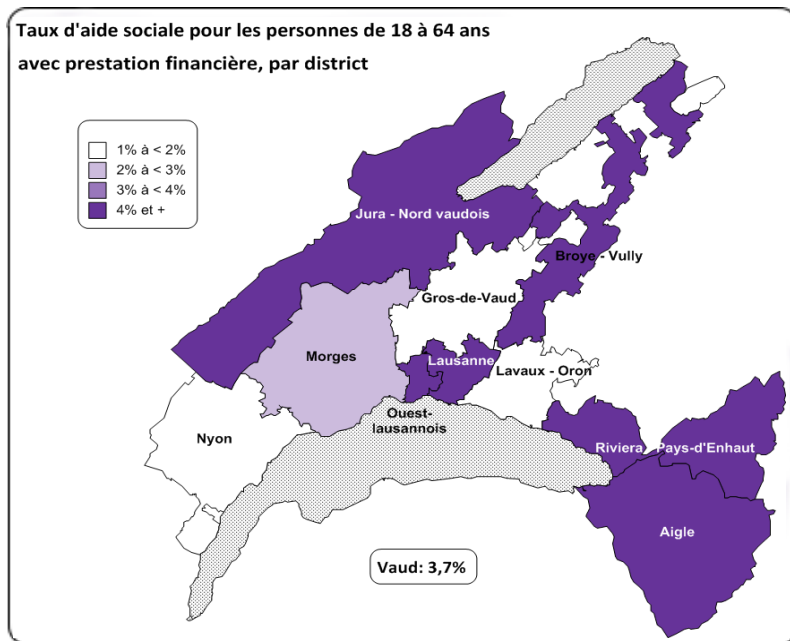 Taux d'aide sociale pour les personnes de 18 à 64 ans
avec prestation financière, par district
1% à < 2%
2% à < 3%
3% à < 4%
4% et +
Jura - Nord vaudois
Broye - Vully
Gros-de-Vaud
Morges
Lausanne
Lavaux - Oron
Ouest-
lausannois
Nyon
Riviera
Pays-d'Enhaut
Aigle
Vaud: 3,7%